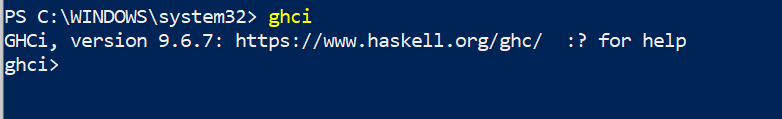 PS C:\WINDOWS\system32> ghci
GHCi, version 9.6.7: https://www.haskell.org/ghc/  :? for help
ghci>